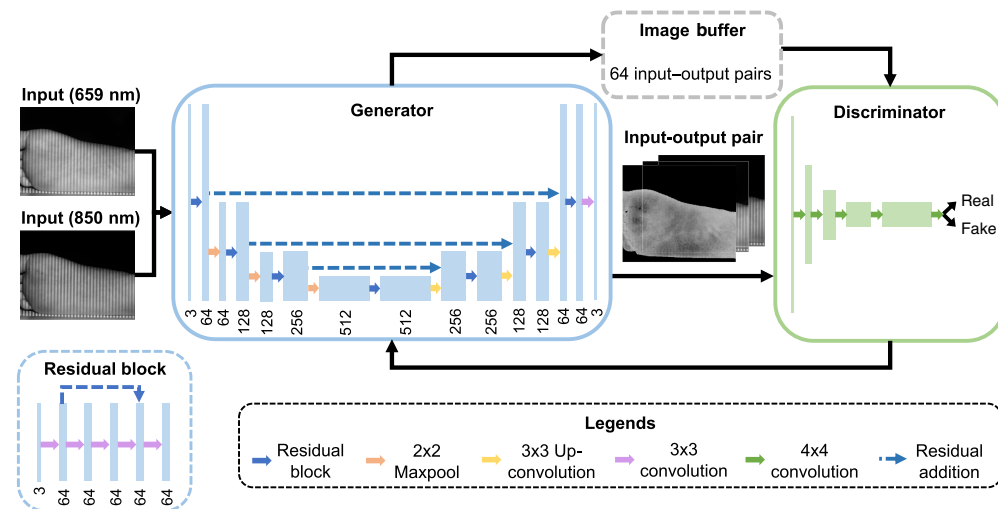 Image buffer
64 input–output pairs
Input (659 nm)
Generator
Discriminator
Input-output pair
Real
Fake
Input (850 nm)
3
64
64
128
128
256
512
512
256
256
128
128
64
64
3
Residual block
3
64
64
64
64
64
Legends
Residual
block
2x2
Maxpool
3x3 Up-
convolution
3x3
convolution
4x4
convolution
Residual
addition